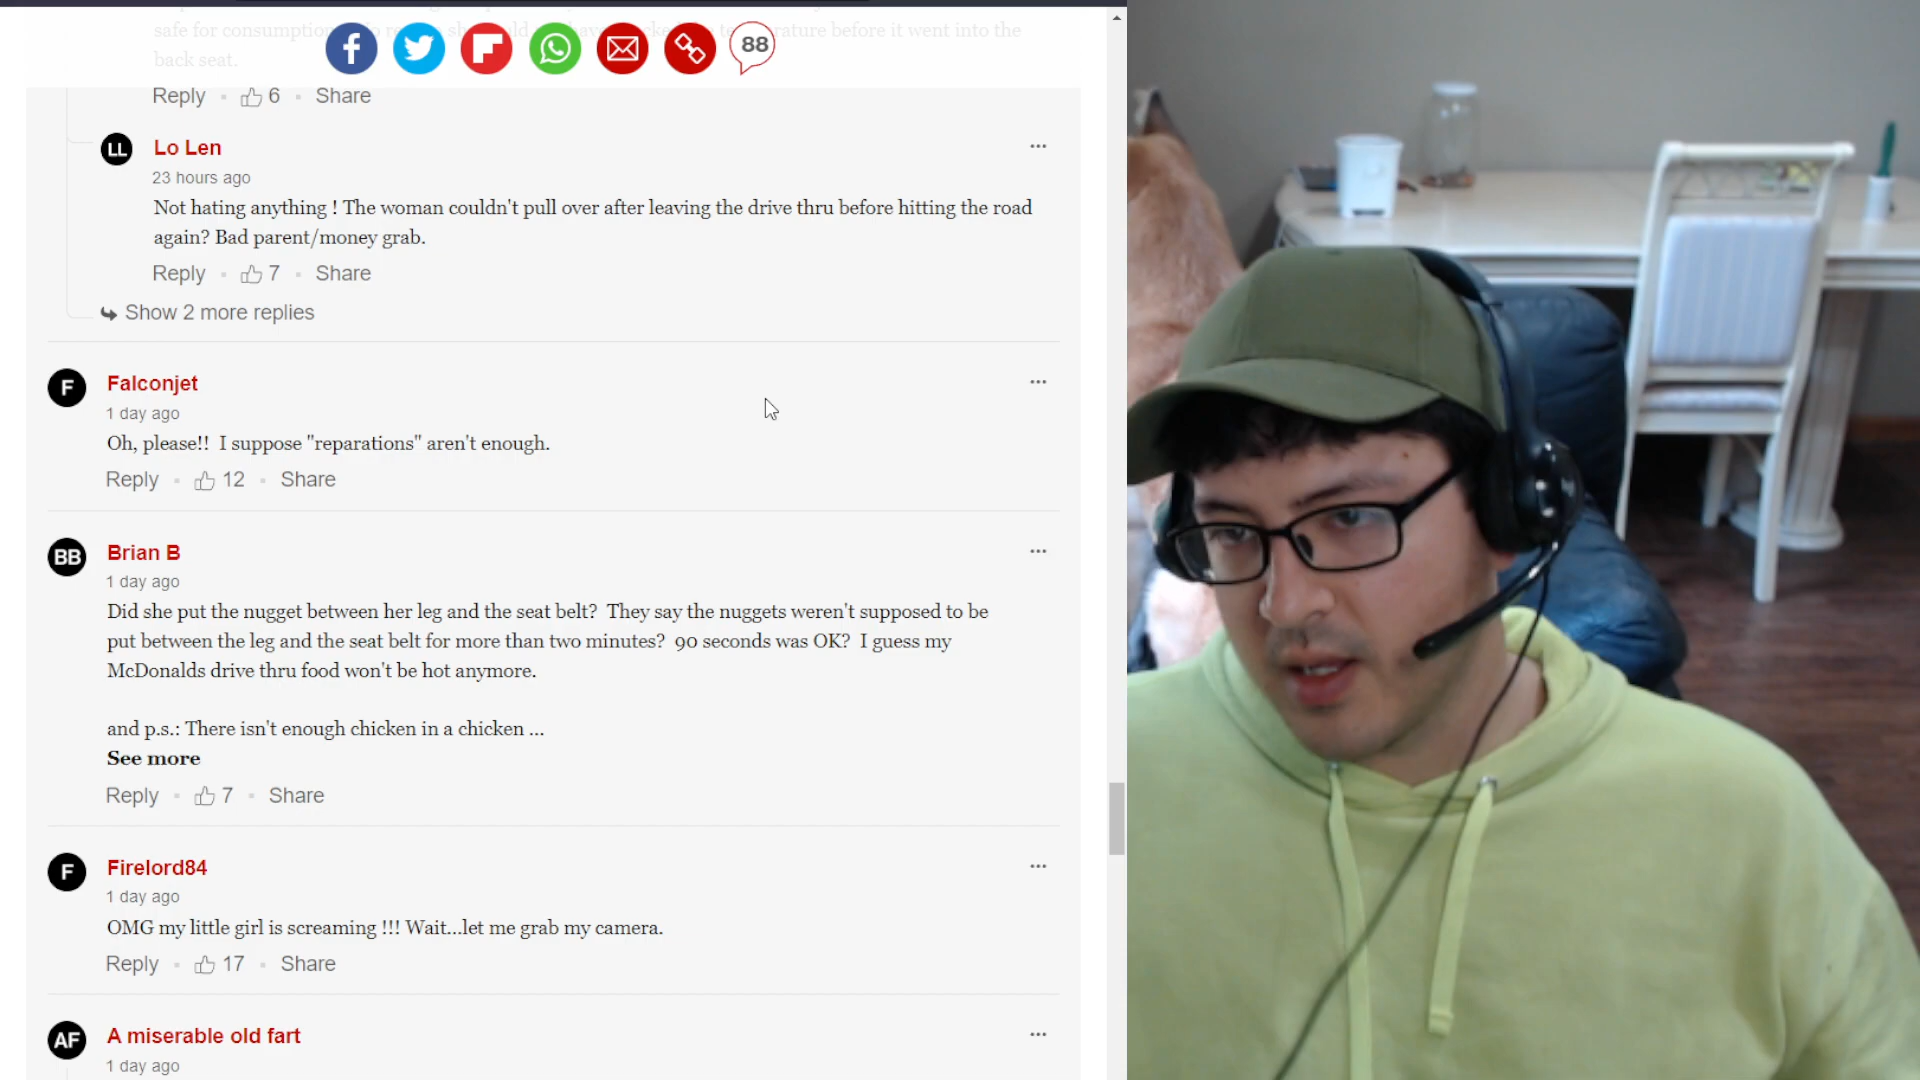 safe for consumption
back seat.
88
Reply 6 Share
LL Lo Len
23 hours ago
Not hating anything ! The woman couldn't pull over after leaving the drive thru before hitting the road
again? Bad parent/money grab.
Reply 7 Share
Show 2 more replies
F Falconjet
1 day ago
Oh, please!! I suppose "reparations" aren't enough.
Reply 12 Share
BB Brian B
1 day ago
Did she put the nugget between her leg and the seat belt? They say the nuggets weren't supposed to be
put between the leg and the seat belt for more than two minutes? 90 seconds was OK? I guess my
McDonalds drive thru food won't be hot anymore.
and p.s.: There isn't enough chicken in a chicken ...
See more
Reply 7 Share
F Firelord84
1 day ago
OMG my little girl is screaming !!! Wait...let me grab my camera.
Reply 17 Share
AF A miserable old fart
1 day ago